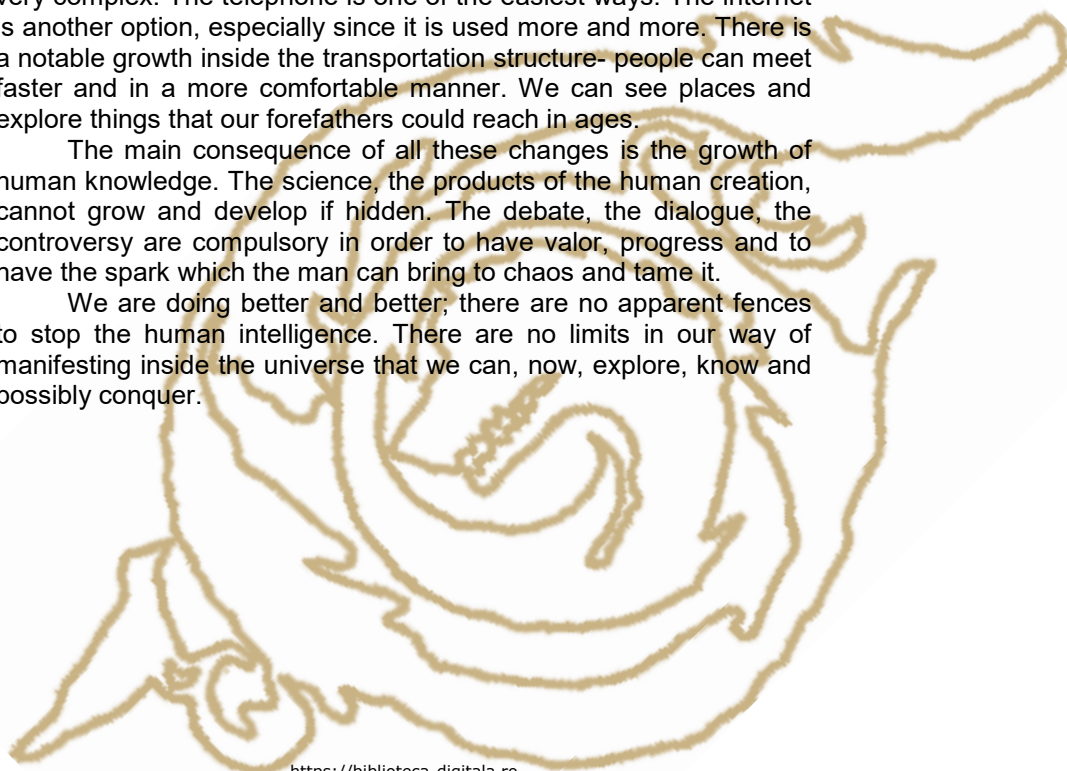 very complex. The telephone is one of the easiest ways. The internet
is another option, especially since it is used more and more. There is
a notable growth inside the transportation structure- people can meet
faster and in a more comfortable manner. We can see places and
explore things that our forefathers could reach in ages.
The main consequence of all these changes is the growth of
human knowledge. The science, the products of the human creation,
cannot grow and develop if hidden. The debate, the dialogue, the
controversy are compulsory in order to have valor, progress and to
have the spark which the man can bring to chaos and tame it.
We are doing better and better; there are no apparent fences
to stop the human intelligence. There are no limits in our way of
manifesting inside the universe that we can, now, explore, know and
possibly conquer.
https://biblioteca-digitala.ro